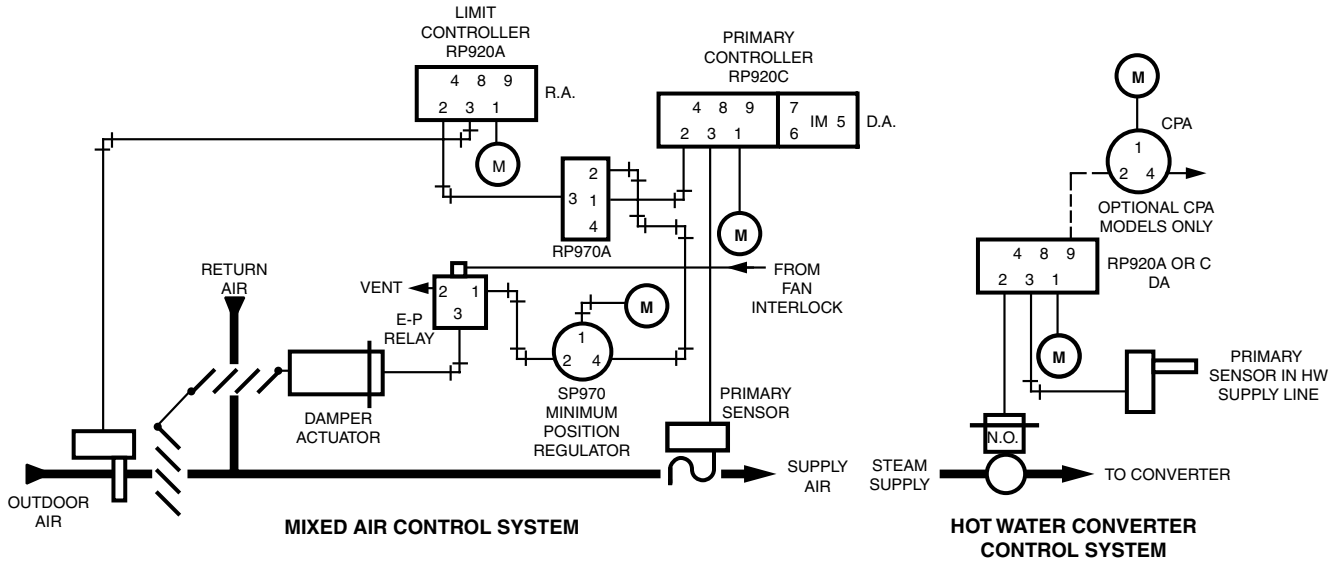 LIMIT
CONTROLLER
RP920A
4 8 9
2 3 1
R.A.
M
PRIMARY
CONTROLLER
RP920C
4 8 9 7
IM 5
2 3 1 6
D.A.
M
2
3 1
4
RP970A
RETURN
AIR
VENT
2 1
3
E-P
RELAY
FROM
FAN
INTERLOCK
M
1
2 4
SP970
MINIMUM
POSITION
REGULATOR
DAMPER
ACTUATOR
PRIMARY
SENSOR
OUTDOOR
AIR
SUPPLY
AIR
MIXED AIR CONTROL SYSTEM
M
CPA
1
2 4
OPTIONAL CPA
MODELS ONLY
4 8 9
2 3 1
RP920A OR C
DA
M
PRIMARY
SENSOR IN HW
SUPPLY LINE
N.O.
STEAM
SUPPLY
TO CONVERTER
HOT WATER CONVERTER
CONTROL SYSTEM